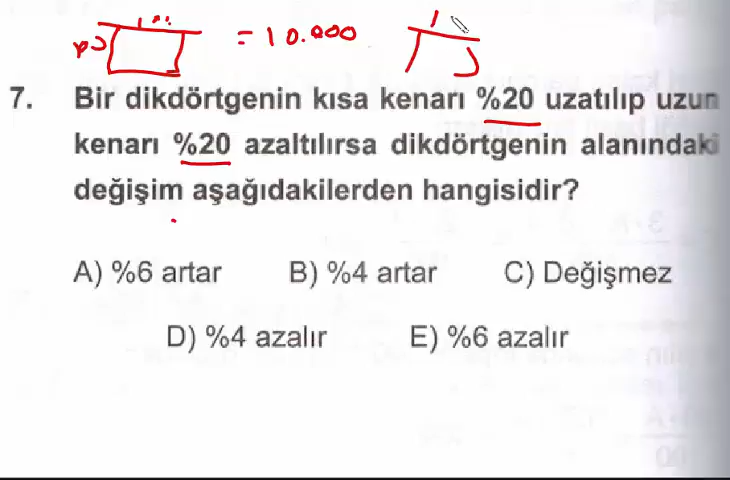 = 10.000
7. Bir dikdörtgenin kısa kenarı %20 uzatılıp uzun
kenarı %20 azaltılırsa dikdörtgenin alanındaki
değişim aşağıdakilerden hangisidir?
A) %6 artar B) %4 artar C) Değişmez
D) %4 azalır E) %6 azalır